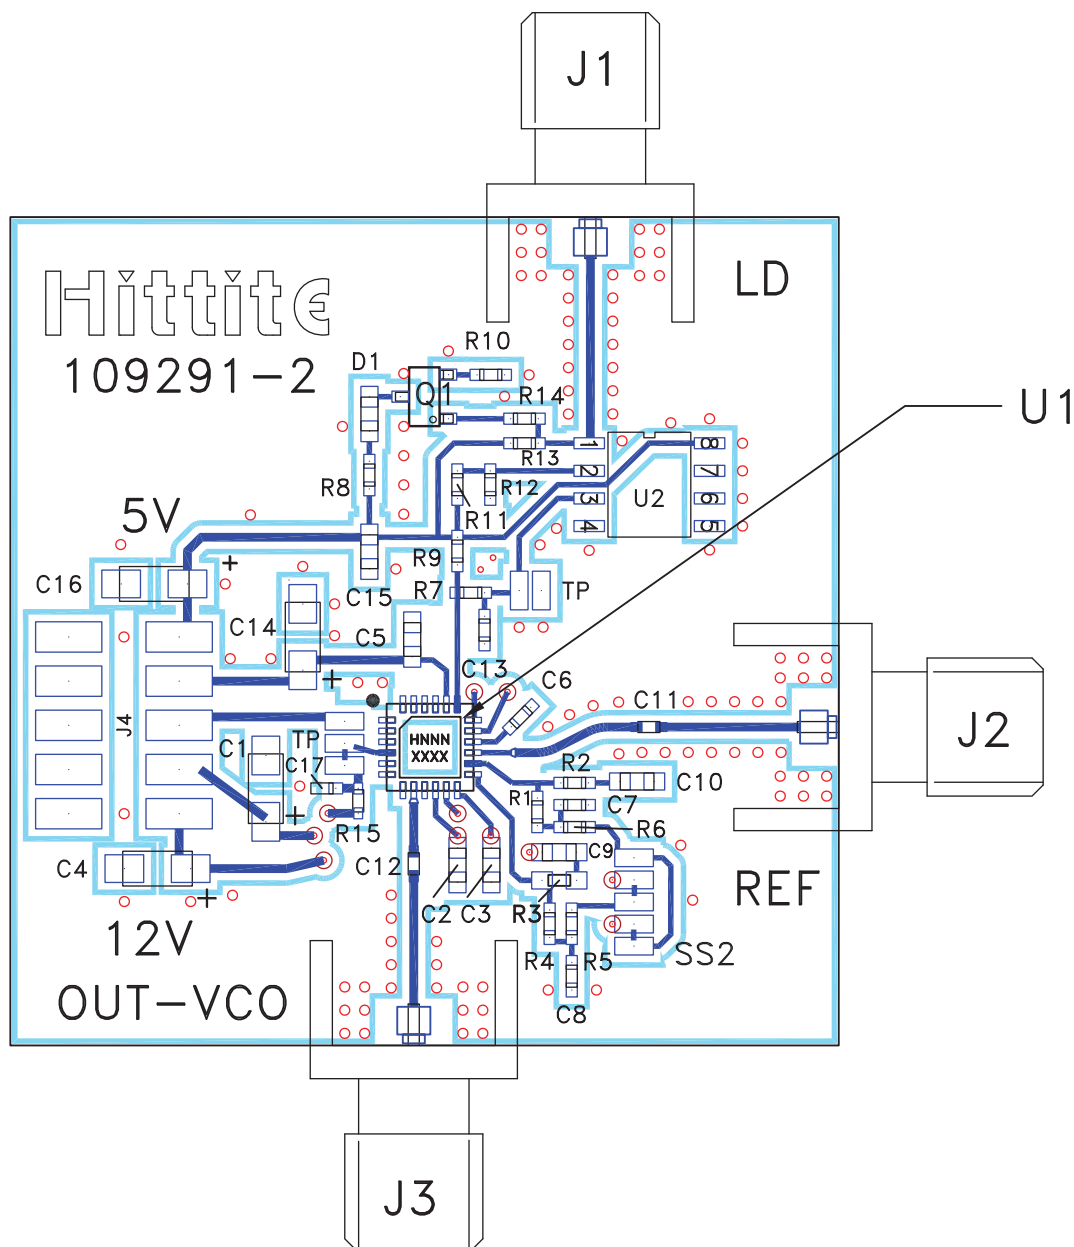 J1
LD
Hittite
109291-2
D1
R10
Q1
R14
U1
R13
1
8
2
7
R8
R12
U2
3
6
R11
4
5
5V
R9
+
C16
R7
TP
C15
C14
C5
C13
C6
+
C11
J4
HNNN
XXXX
J2
C1
TP
R2
C17
C10
R1
C7
+
R15
R6
C12
C9
C4
R3
REF
+
C2
C3
12V
R4
R5
SS2
OUT-VCO
C8
J3